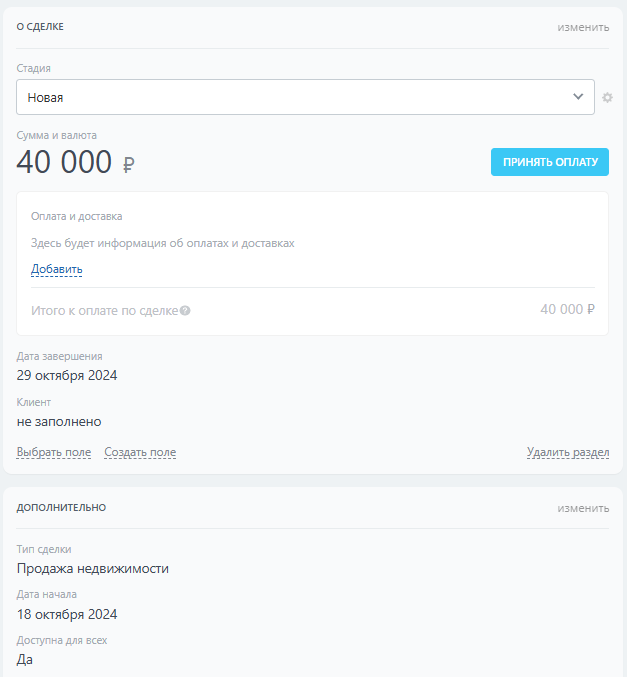 О СДЕЛКЕ
изменить
Стадия
Новая
Сумма и валюта
40 000 ₽
ПРИНЯТЬ ОПЛАТУ
Оплата и доставка
Здесь будет информация об оплатах и доставках
Добавить
Итого к оплате по сделке ?
40 000 ₽
Дата завершения
29 октября 2024
Клиент
не заполнено
Выбрать поле Создать поле Удалить раздел
ДОПОЛНИТЕЛЬНО
изменить
Тип сделки
Продажа недвижимости
Дата начала
18 октября 2024
Доступна для всех
Да